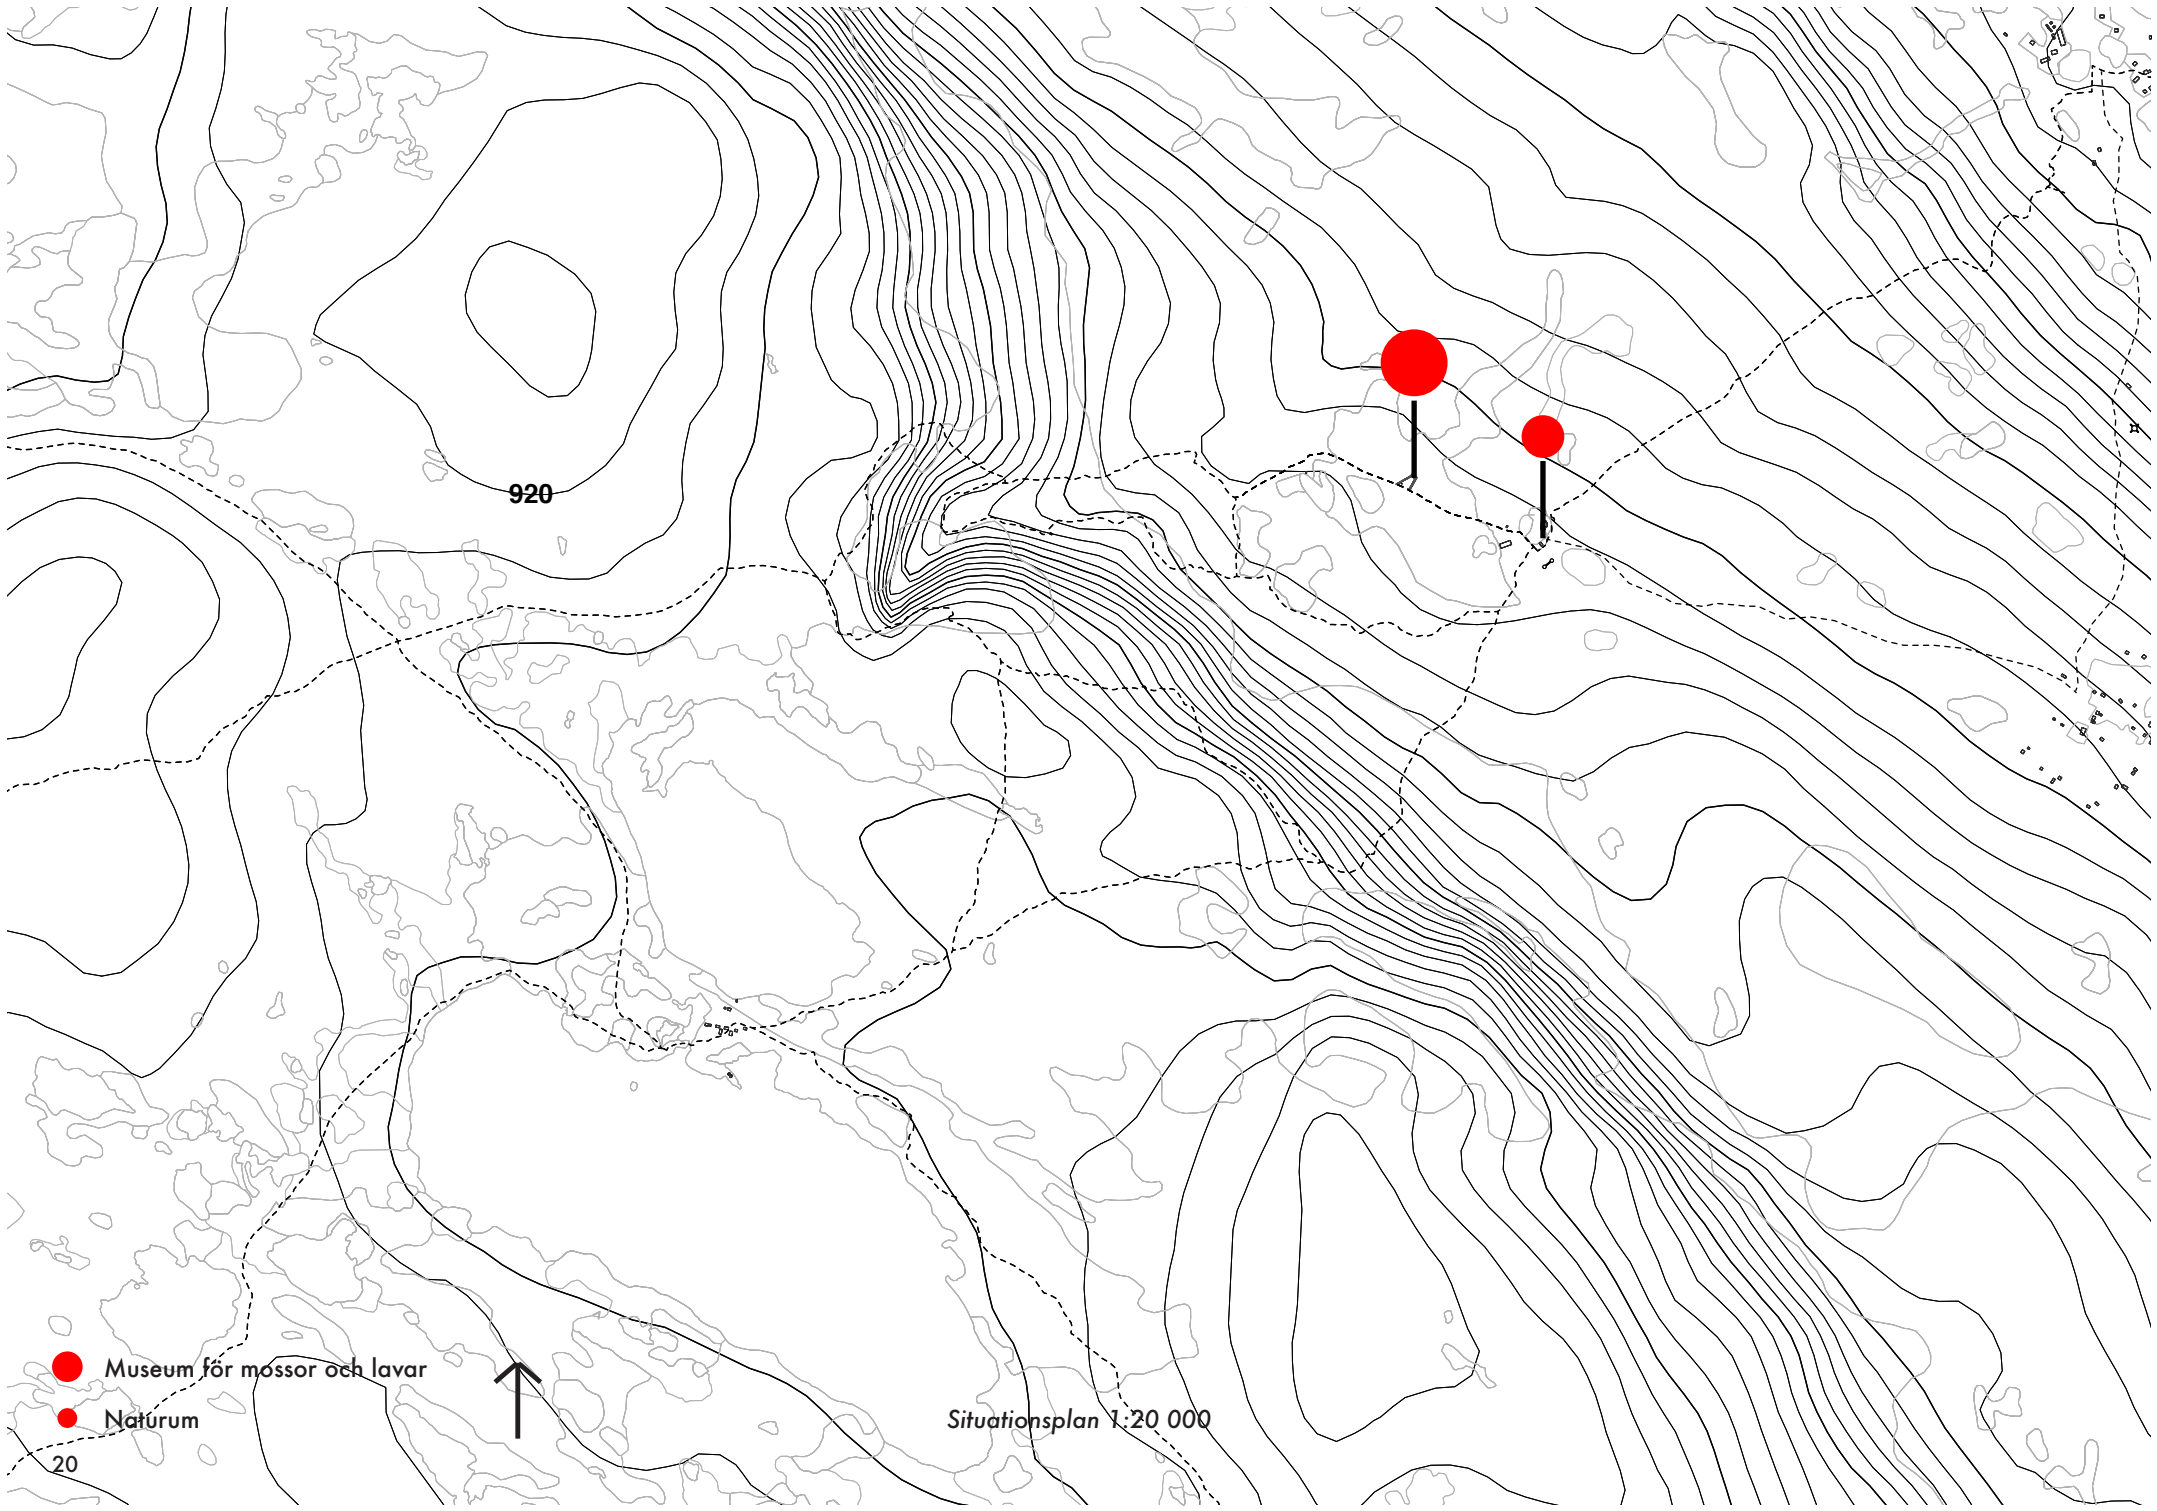 920
Museum för mossor och lavar
Naturum
Situationsplan 1:20 000
20